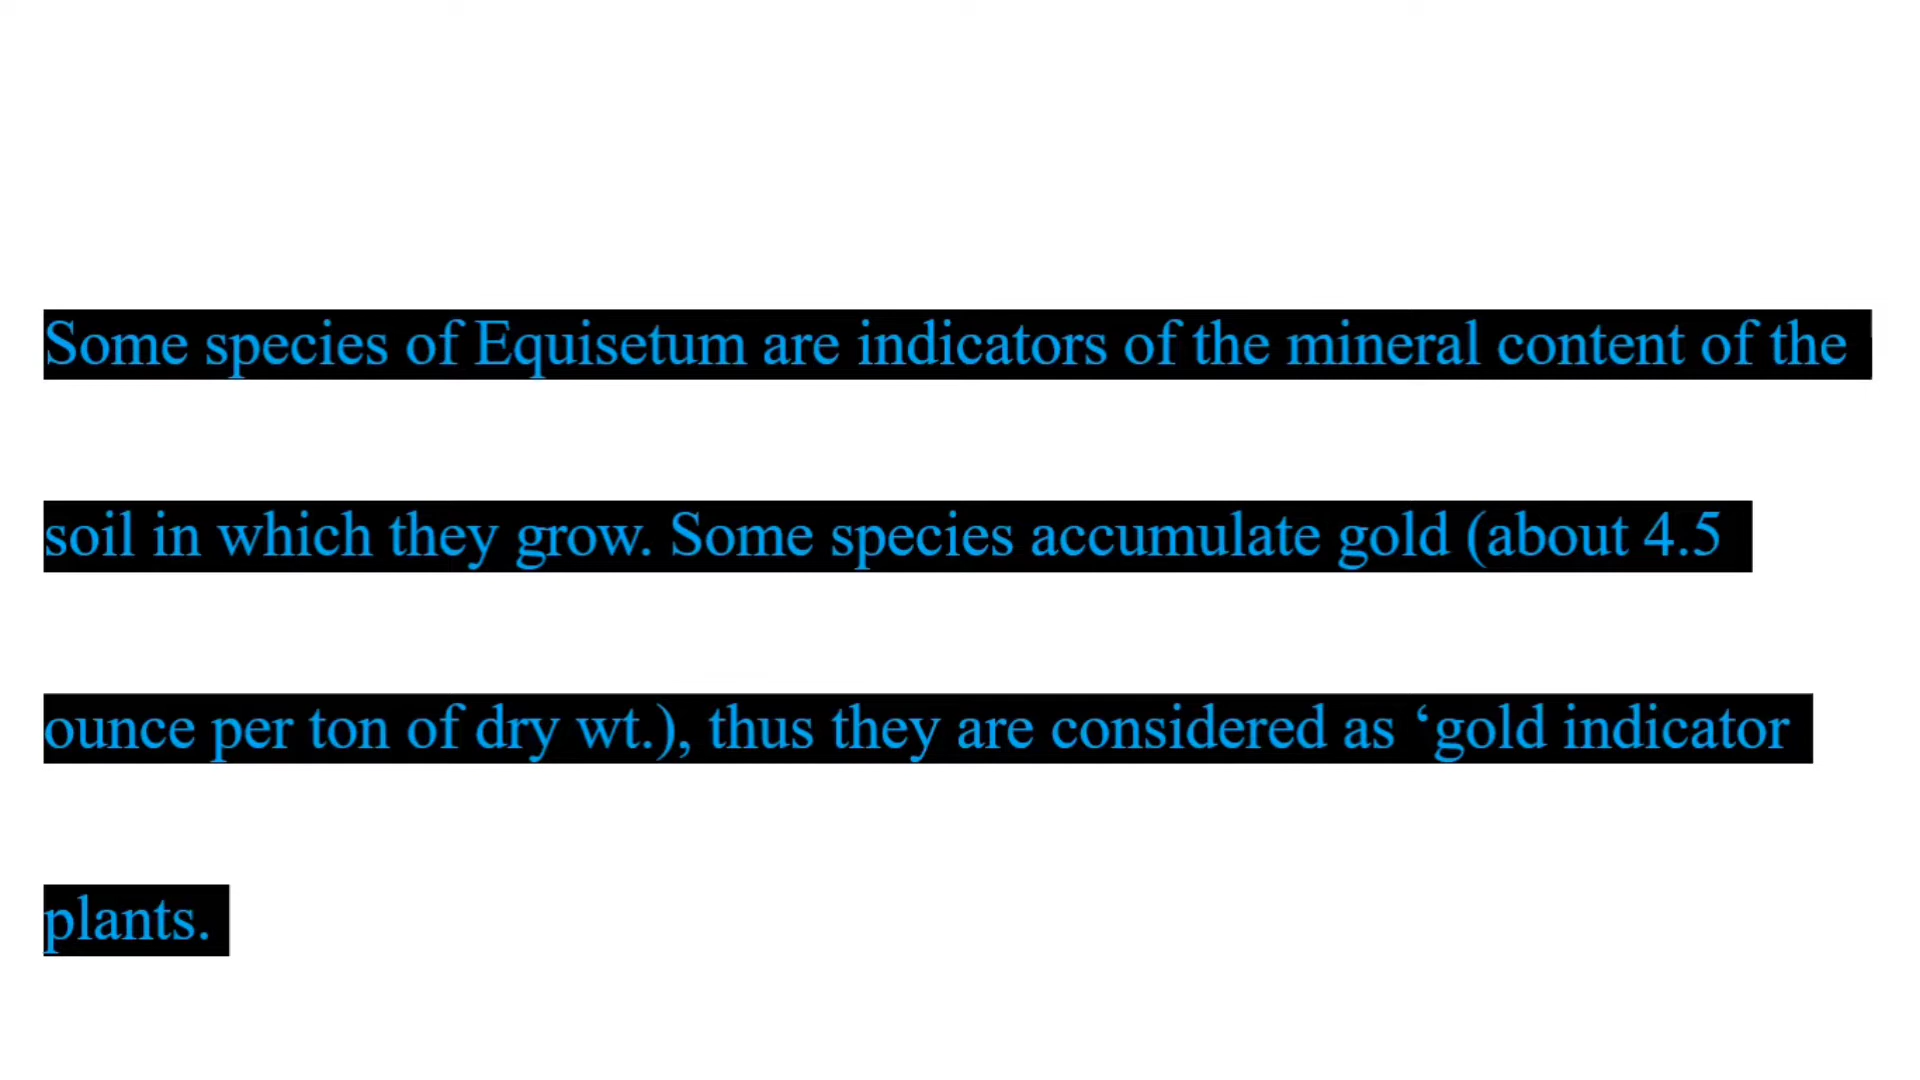 Some species of Equisetum are indicators of the mineral content of the
soil in which they grow. Some species accumulate gold (about 4.5
ounce per ton of dry wt.), thus they are considered as ‘gold indicator
plants.